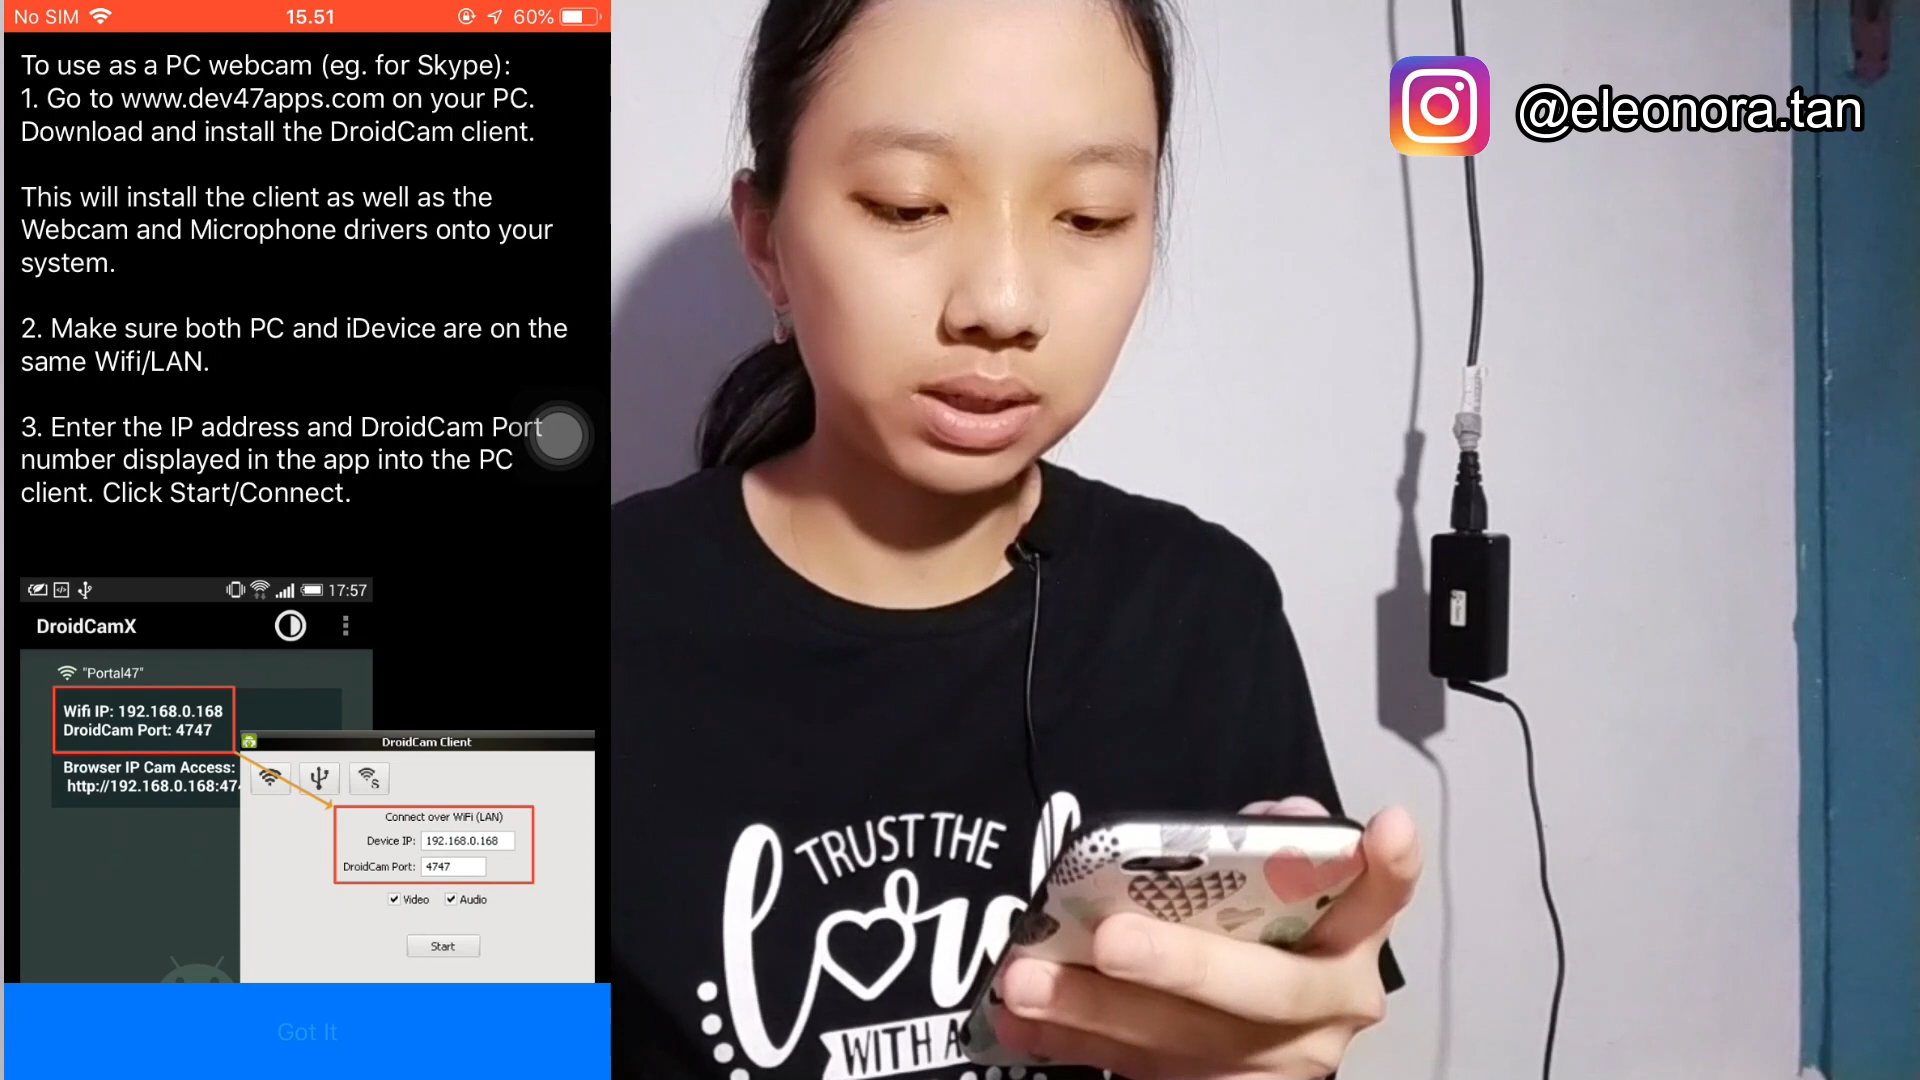 No SIM 15.51 60%
To use as a PC webcam (eg. for Skype):
1. Go to www.dev47apps.com on your PC.
Download and install the DroidCam client.
This will install the client as well as the
Webcam and Microphone drivers onto your
system.
2. Make sure both PC and iDevice are on the
same Wifi/LAN.
3. Enter the IP address and DroidCam Port
number displayed in the app into the PC
client. Click Start/Connect.
17:57
DroidCamX
"Portal47"
Wifi IP: 192.168.0.168
DroidCam Port: 4747
Browser IP Cam Access:
http://192.168.0.168:474
DroidCam Client
Connect over WiFi (LAN)
Device IP: 192.168.0.168
DroidCam Port: 4747
Video Audio
Start
Got It
@eleonora.tan
TRUST THE
lord
WITH A